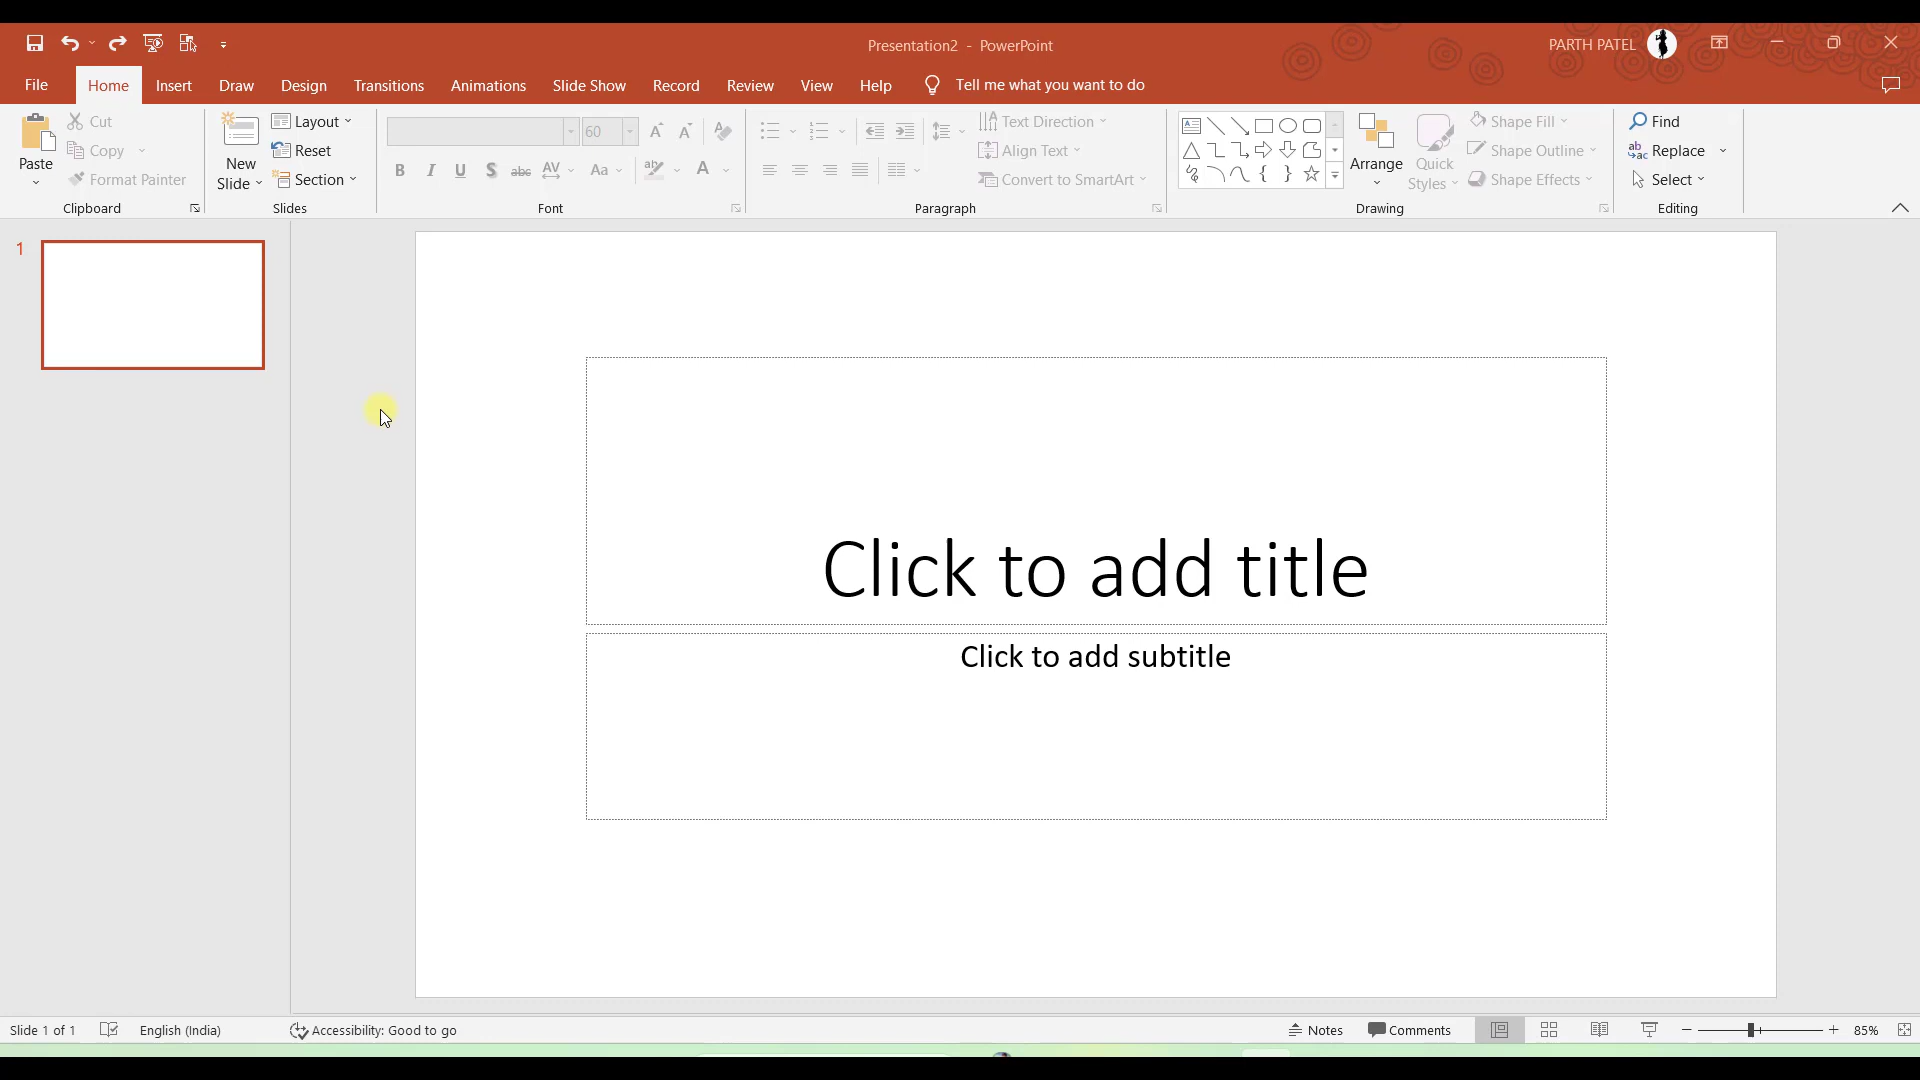 Presentation2 - PowerPoint
PARTH PATEL
File Home Insert Draw Design Transitions Animations Slide Show Record Review View Help Tell me what you want to do
Paste
Cut
Copy
Format Painter
Clipboard
New
Slide
Layout
Reset
Section
Slides
60
B I U S abc AV Aa ab A
Font
Text Direction
Align Text
Convert to SmartArt
Paragraph
Arrange
Quick
Styles
Shape Fill
Shape Outline
Shape Effects
Drawing
Find
Replace
Select
Editing
1
Click to add title
Click to add subtitle
Slide 1 of 1 English (India) Accessibility: Good to go Notes Comments 85%